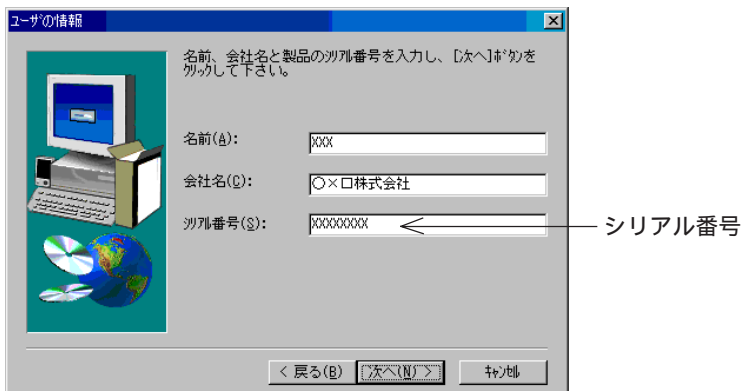 ユーザの情報
名前、会社名と製品のｼﾘｱﾙ番号を入力し、[次へ]ﾎﾞﾀﾝを
ｸﾘｯｸして下さい。
名前(A): XXX
会社名(C): ○×□株式会社
ｼﾘｱﾙ番号(S): XXXXXXXX
シリアル番号
< 戻る(B) 次へ(N) > ｷｬﾝｾﾙ